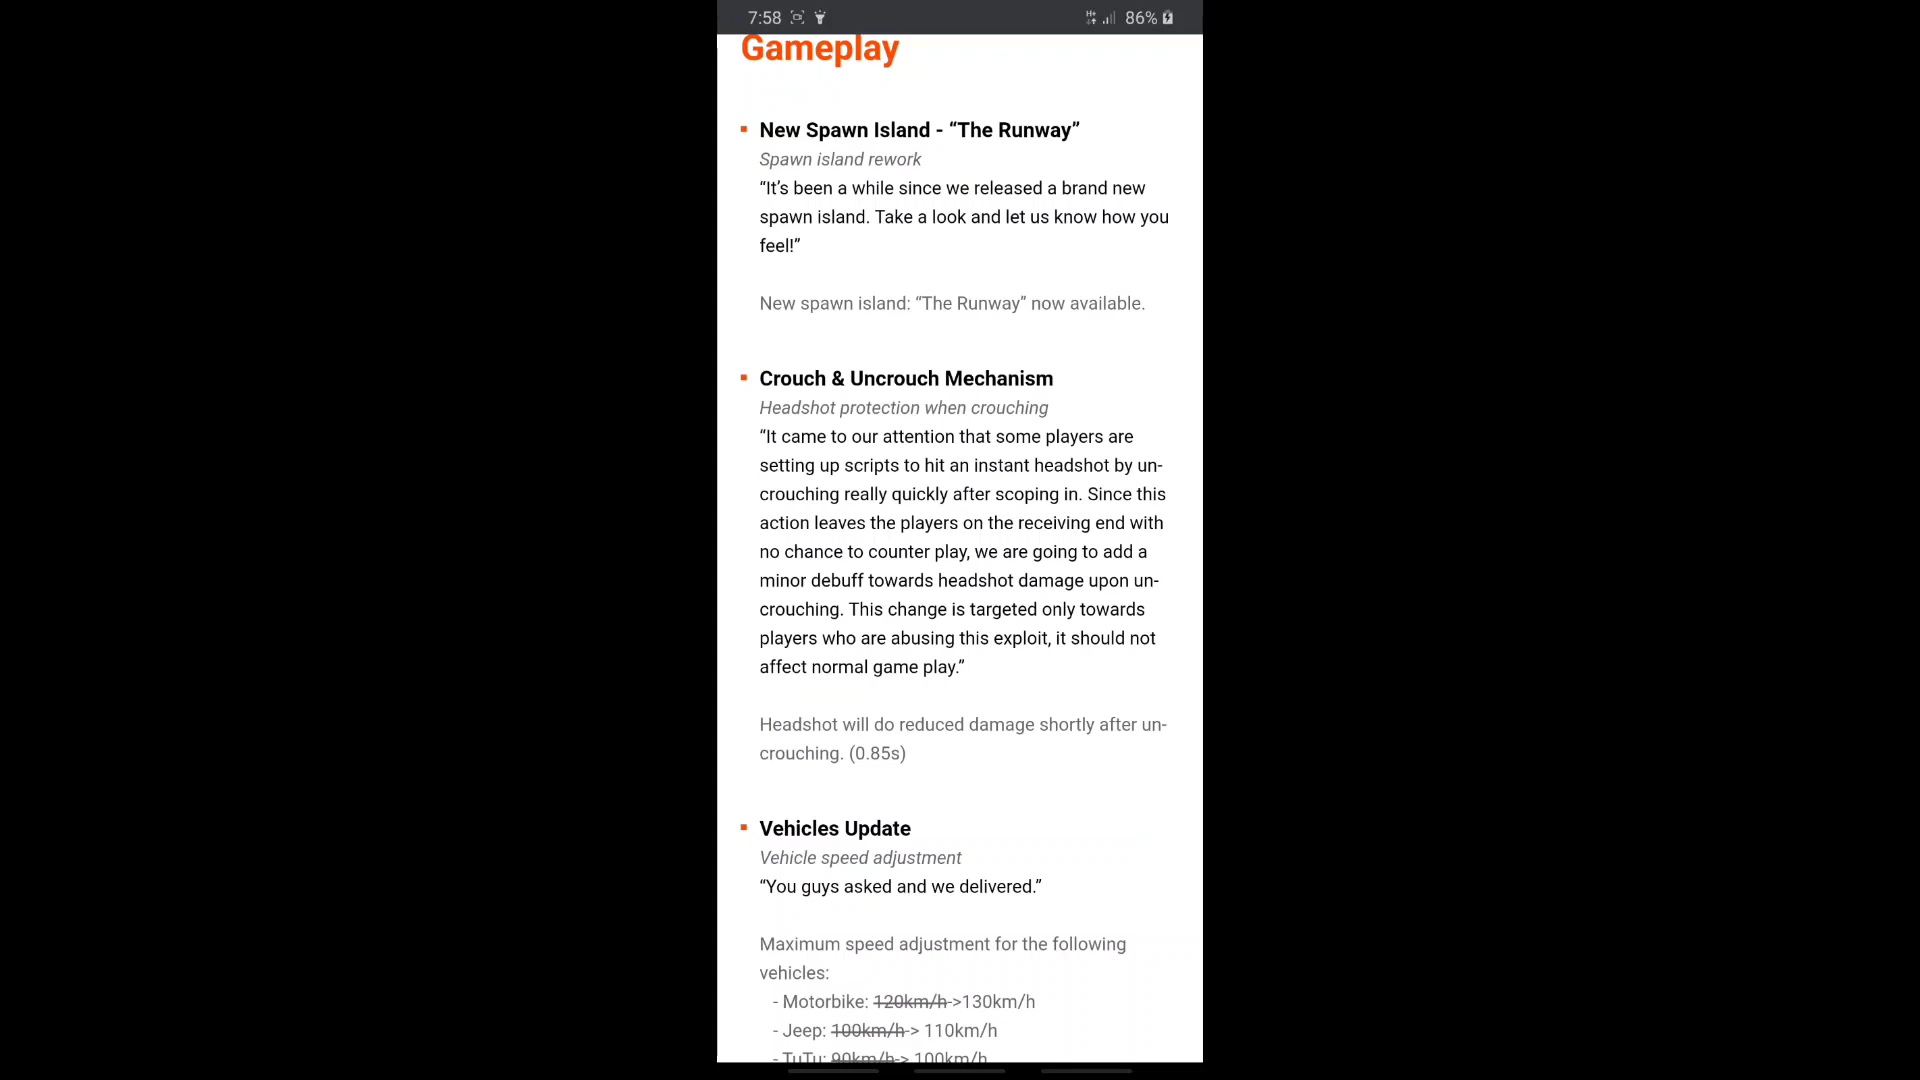 7:58 86%
Gameplay
New Spawn Island - “The Runway”
Spawn island rework
“It’s been a while since we released a brand new
spawn island. Take a look and let us know how you
feel!”
New spawn island: “The Runway” now available.
Crouch & Uncrouch Mechanism
Headshot protection when crouching
“It came to our attention that some players are
setting up scripts to hit an instant headshot by un-
crouching really quickly after scoping in. Since this
action leaves the players on the receiving end with
no chance to counter play, we are going to add a
minor debuff towards headshot damage upon un-
crouching. This change is targeted only towards
players who are abusing this exploit, it should not
affect normal game play.”
Headshot will do reduced damage shortly after un-
crouching. (0.85s)
Vehicles Update
Vehicle speed adjustment
“You guys asked and we delivered.”
Maximum speed adjustment for the following
vehicles:
- Motorbike: 120km/h->130km/h
- Jeep: 100km/h-> 110km/h
- TuTu: 90km/h-> 100km/h